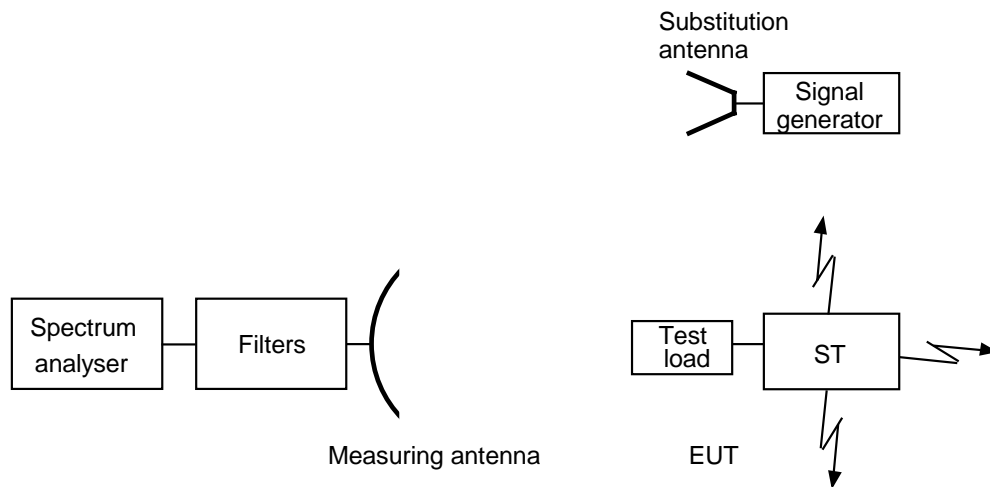 Substitution
antenna
Signal
generator
Spectrum
analyser
Filters
Test
load
ST
Measuring antenna
EUT